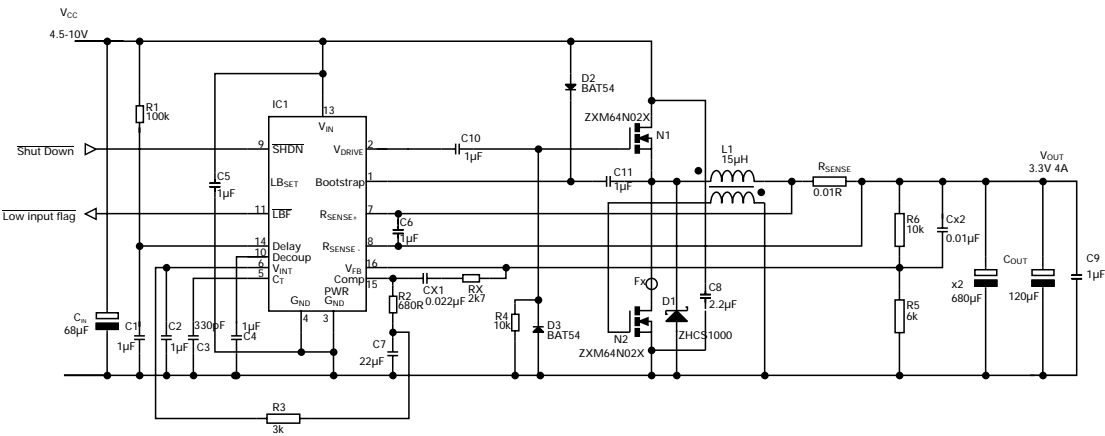 VCC
4.5-10V
D2
BAT54
R1
100k
IC1
13
VIN
ZXM64N02X
N1
Shut Down
9
SHDN
VDRIVE
2
C10
1µF
L1
15µH
RSENSE
0.01R
VOUT
3.3V 4A
C5
1µF
LBSET
Bootstrap
1
C11
1µF
Low input flag
11
LBF
RSENSE+
7
C6
1µF
R6
10k
Cx2
0.01µF
14
Delay
RSENSE -
8
10
Decoup
6
VINT
VFB
16
5
CT
Comp
15
CX1
0.022µF
RX
2k7
Fx
C8
2.2µF
COUT
x2
680µF
120µF
C9
1µF
PWR
GND
GND
4
3
R2
680R
D1
ZHCS1000
R5
6k
CIN
68µF
C1
1µF
C2
1µF
330pF
C3
1µF
C4
C7
22µF
R4
10k
D3
BAT54
N2
ZXM64N02X
R3
3k